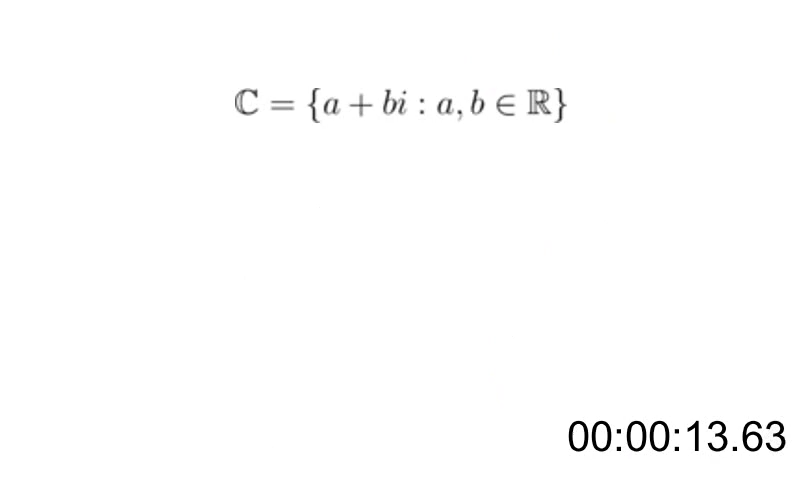 ℂ = {a + bi : a, b ∈ ℝ}
00:00:13.63